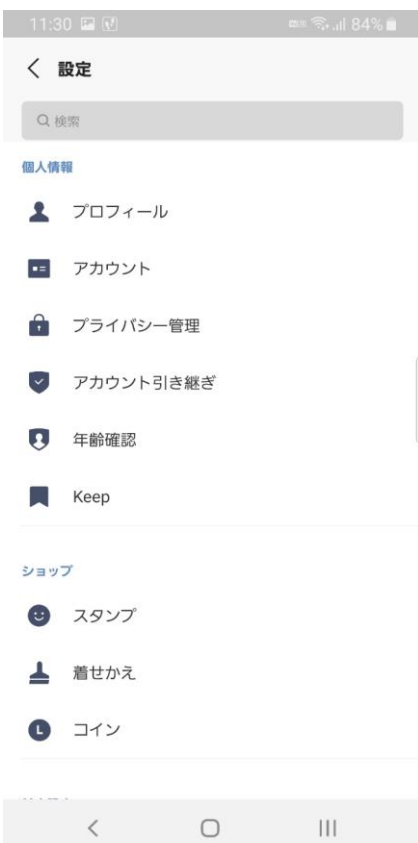 11:30 84%
設定
検索
個人情報
プロフィール
アカウント
プライバシー管理
アカウント引き継ぎ
年齢確認
Keep
ショップ
スタンプ
着せかえ
L コイン